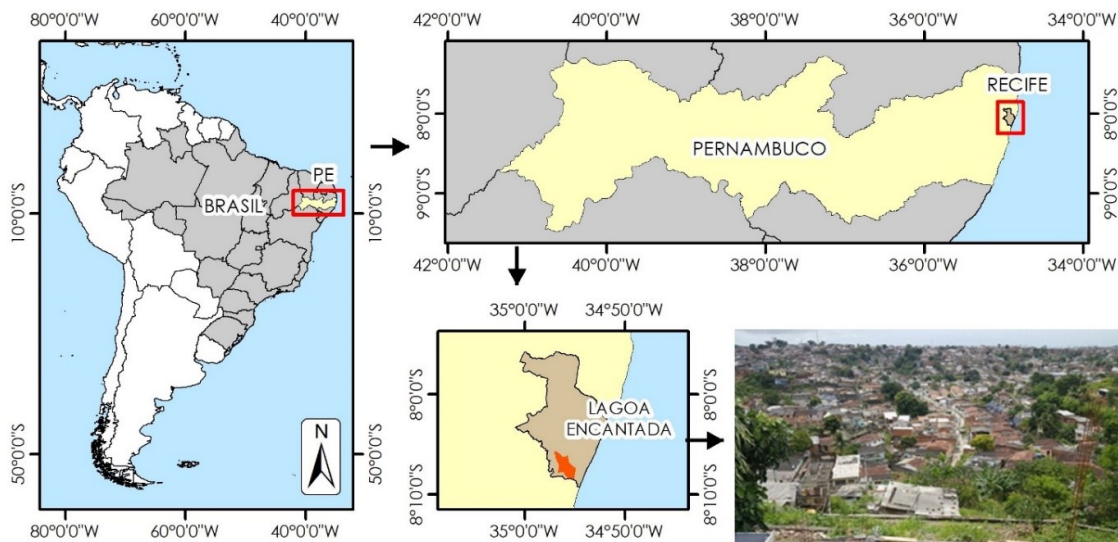 80°0'0"W 60°0'0"W 40°0'0"W
10°0'0"S
50°0'0"S
PE
BRASIL
N
10°0'0"S
50°0'0"S
80°0'0"W 60°0'0"W 40°0'0"W
42°0'0"W 40°0'0"W 38°0'0"W 36°0'0"W 34°0'0"W
8°0'0"S
9°0'0"S
RECIFE
PERNAMBUCO
8°0'0"S
9°0'0"S
42°0'0"W 40°0'0"W 38°0'0"W 36°0'0"W 34°0'0"W
35°0'0"W 34°50'0"W
8°0'0"S
8°10'0"S
LAGOA
ENCANTADA
8°0'0"S
8°10'0"S
35°0'0"W 34°50'0"W